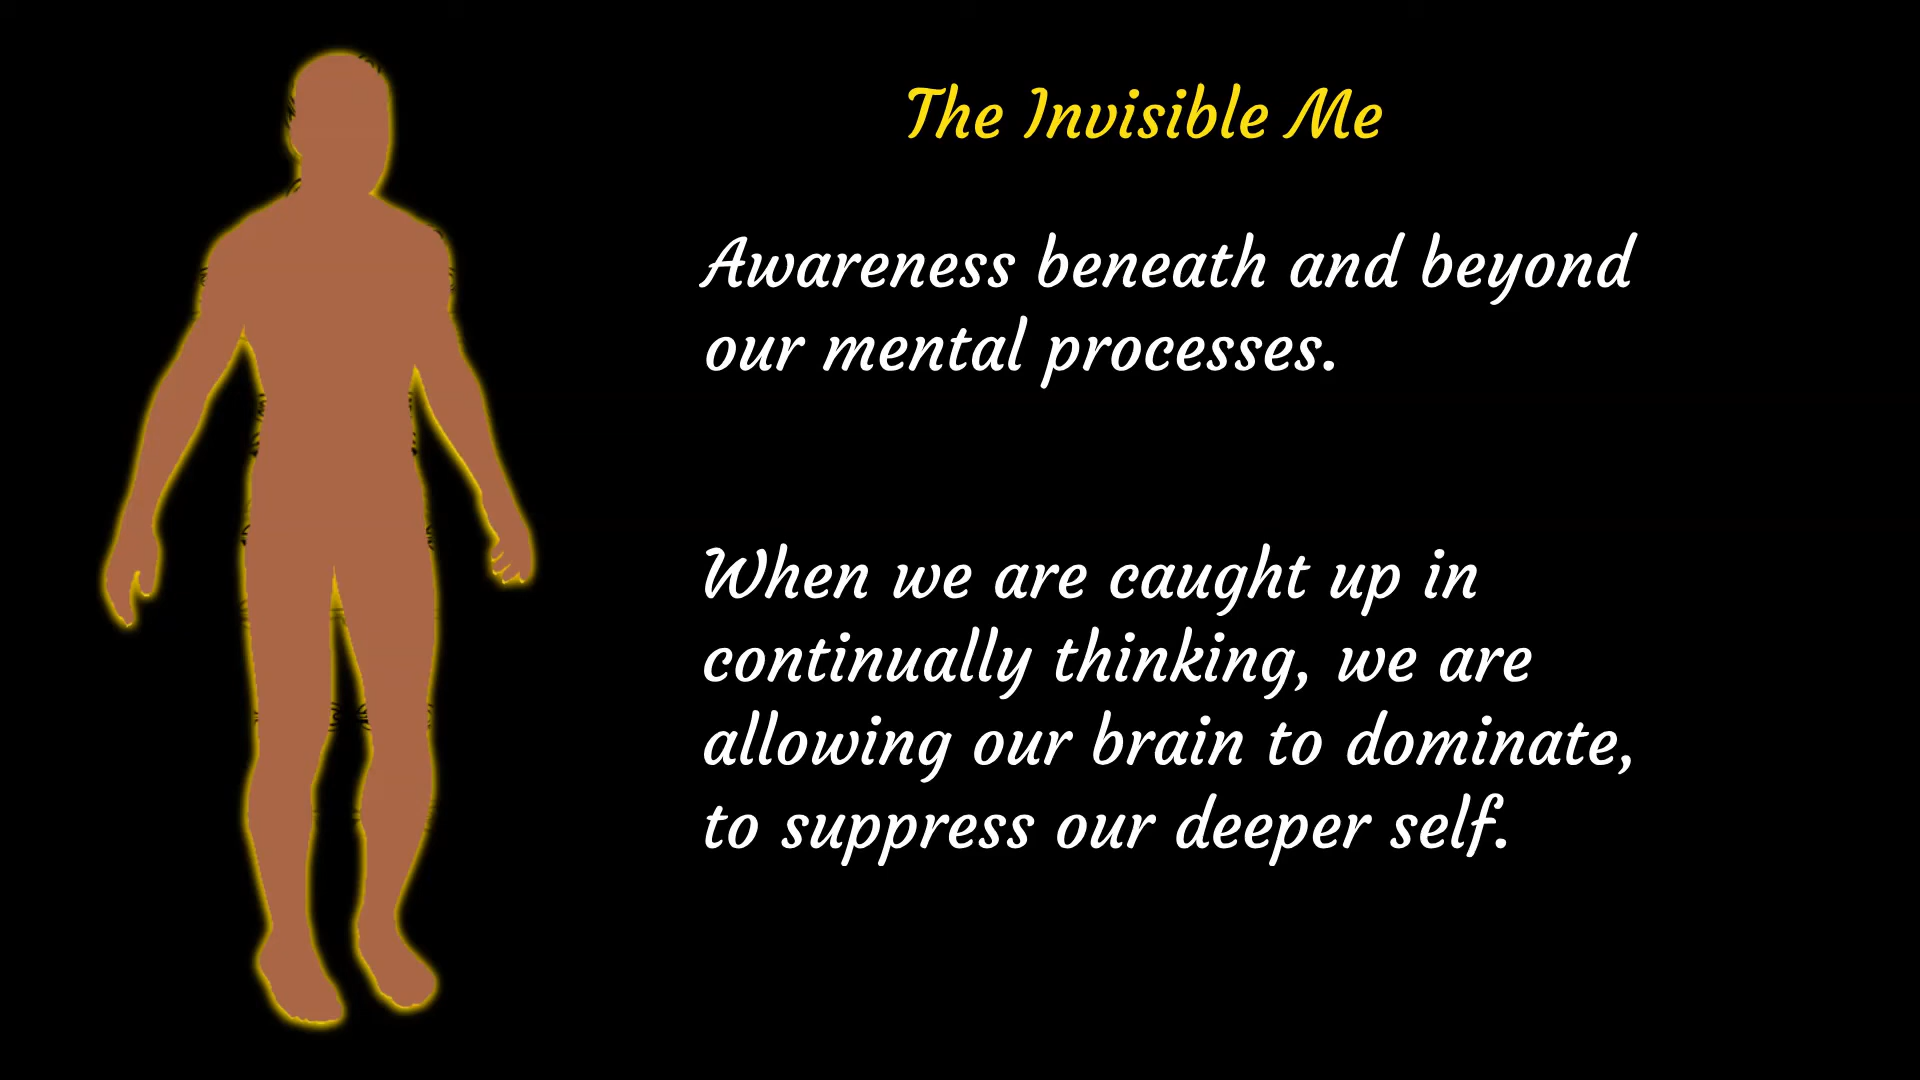 The Invisible Me
Awareness beneath and beyond
our mental processes.
When we are caught up in
continually thinking, we are
allowing our brain to dominate,
to suppress our deeper self.